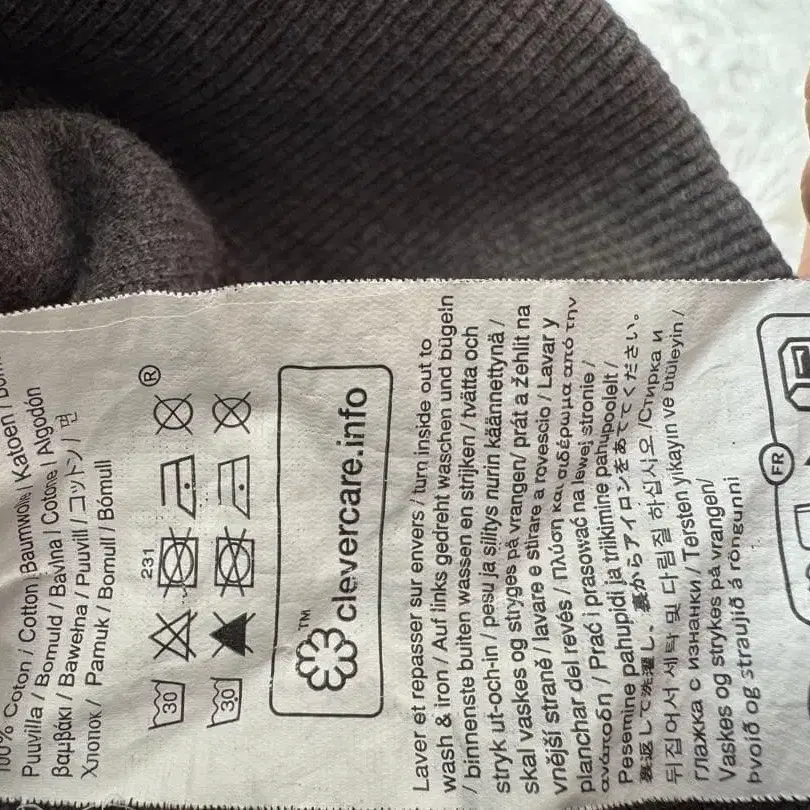 100% Coton / Cotton / Baumwolle / Katoen /
Puuvilla / Bomuld / Bavlna / Cotone / Algodón
βαμβάκι / Bawełna / Puuvill / コットン / 면
Хлопок / Pamuk / Bomull / Bómull
231
®
30
30
™
clevercare.info
Laver et repasser sur envers / turn inside out to
wash & iron / Auf links gedreht waschen und bügeln
/ binnenste buiten wassen en strijken / tvätta och
stryk ut-och-in / pesu ja silitys nurin käännettynä /
skal vaskes og stryges på vrangen/ prát a žehlit na
vnější straně / lavare e stirare a rovescio / Lavar y
planchar del revés / Πλύση και σιδέρωμα από την
ανάποδη / Prać i prasować na lewej stronie /
Pesemine pahupidi ja triikimine pahupoolelt /
裏返しで洗濯し、裏からアイロンをあててください。
뒤집어서 세탁 및 다림질 하십시오 /Стирка и
глажка с изнанки / Tersten yıkayın ve ütüleyin /
Vaskes og strykes på vrangen/
Þvoið og straujið á röngunni
FR